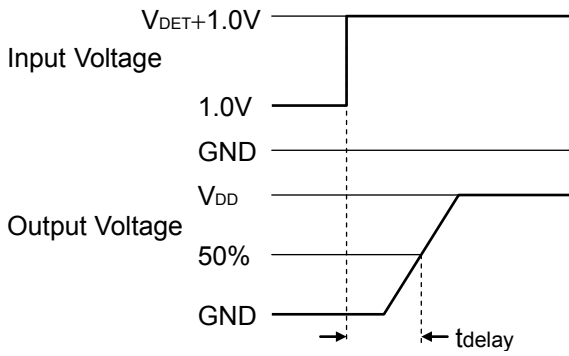 VDET+1.0V
Input Voltage
1.0V
GND
VDD
Output Voltage
50%
GND
tdelay